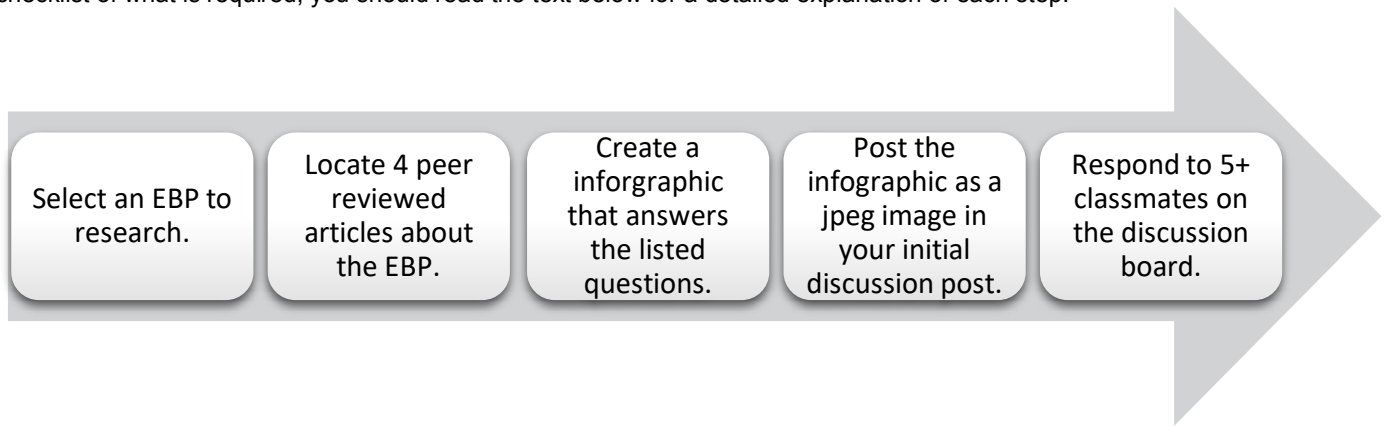 checklist of what is required, you should read the text below for a detailed explanation of each step.
Select an EBP to
research.
Locate 4 peer
reviewed
articles about
the EBP.
Create a
inforgraphic
that answers
the listed
questions.
Post the
infographic as a
jpeg image in
your initial
discussion post.
Respond to 5+
classmates on
the discussion
board.